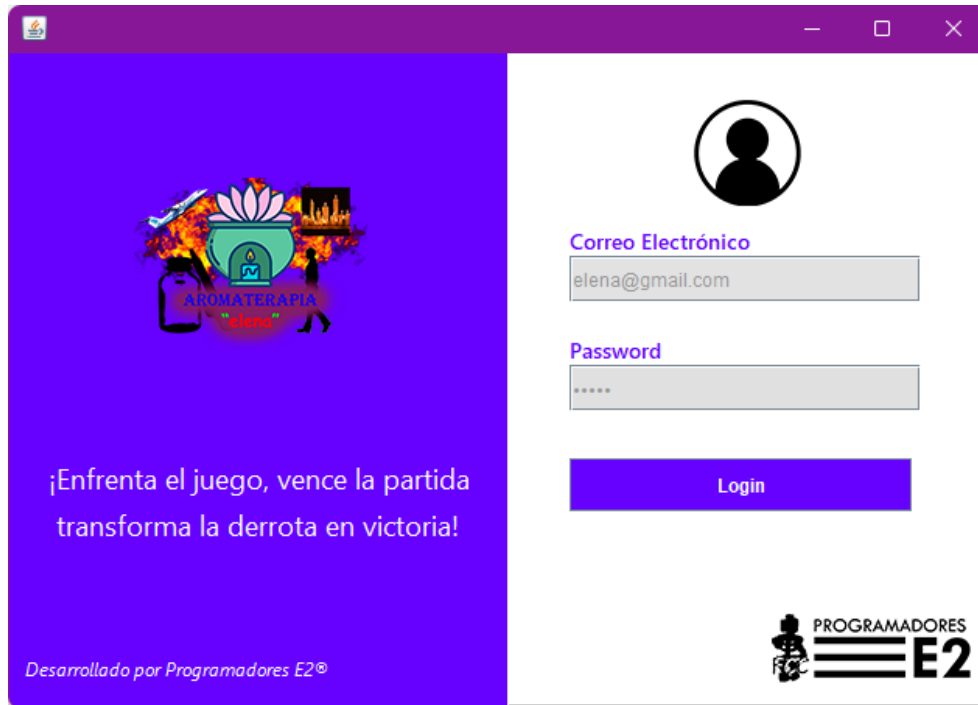 AROMATERAPIA
"elena"
¡Enfrenta el juego, vence la partida
transforma la derrota en victoria!
Desarrollado por Programadores E2®
Correo Electrónico
elena@gmail.com
Password
•••••
Login
PROGRAMADORES
E2